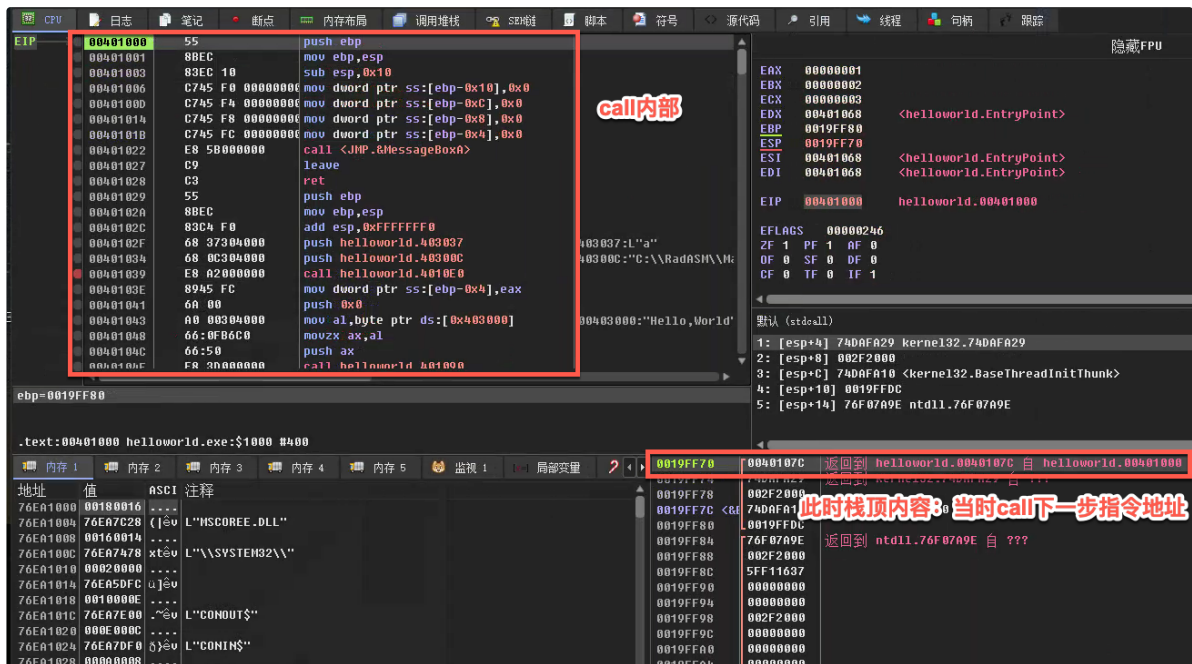 CPU 日志 笔记 断点 内存布局 调用堆栈 SEH链 脚本 符号 源代码 引用 线程 句柄 跟踪
EIP
00401000 55 push ebp
00401001 8BEC mov ebp,esp
00401003 83EC 10 sub esp,0x10
00401006 C745 F0 00000000 mov dword ptr ss:[ebp-0x10],0x0
0040100D C745 F4 00000000 mov dword ptr ss:[ebp-0xC],0x0
00401014 C745 F8 00000000 mov dword ptr ss:[ebp-0x8],0x0
0040101B C745 FC 00000000 mov dword ptr ss:[ebp-0x4],0x0
00401022 E8 5B000000 call <JMP.&MessageBoxA>
00401027 C9 leave
00401028 C3 ret
00401029 55 push ebp
0040102A 8BEC mov ebp,esp
0040102C 83C4 F0 add esp,0xFFFFFFF0
0040102F 68 37304000 push helloworld.403037 403037:L"a"
00401034 68 0C304000 push helloworld.40300C 40300C:"C:\\RadASM\\Ma
00401039 E8 A2000000 call helloworld.4010E0
0040103E 8945 FC mov dword ptr ss:[ebp-0x4],eax
00401041 6A 00 push 0x0
00401043 A0 00304000 mov al,byte ptr ds:[0x403000] 00403000:"Hello,World"
00401048 66:0FB6C0 movzx ax,al
0040104C 66:50 push ax
0040104E E8 3D000000 call helloworld.401090
call内部
隐藏FPU
EAX 00000001
EBX 00000002
ECX 00000003
EDX 00401068 <helloworld.EntryPoint>
EBP 0019FF80
ESP 0019FF70
ESI 00401068 <helloworld.EntryPoint>
EDI 00401068 <helloworld.EntryPoint>
EIP 00401000 helloworld.00401000
EFLAGS 00000246
ZF 1 PF 1 AF 0
OF 0 SF 0 DF 0
CF 0 TF 0 IF 1
默认 (stdcall)
1: [esp+4] 74DAFA29 kernel32.74DAFA29
2: [esp+8] 002F2000
3: [esp+C] 74DAFA10 <kernel32.BaseThreadInitThunk>
4: [esp+10] 0019FFDC
5: [esp+14] 76F07A9E ntdll.76F07A9E
ebp=0019FF80
.text:00401000 helloworld.exe:$1000 #400
内存 1 内存 2 内存 3 内存 4 内存 5 监视 1 局部变量
地址 值 ASCI 注释
76EA1000 00180016 ....
76EA1004 76EA7C28 (|êv L"MSCOREE.DLL"
76EA1008 00160014 ....
76EA100C 76EA7478 xtêv L"\\SYSTEM32\\"
76EA1010 00020000 ....
76EA1014 76EA5DFC ü]êv
76EA1018 0010000E ....
76EA101C 76EA7E00 .~êv L"CONOUT$"
76EA1020 000E000C ....
76EA1024 76EA7DF0 ð}êv L"CONIN$"
76EA1028 000A0008 ....
0019FF70 0040107C 返回到 helloworld.0040107C 自 helloworld.00401000
0019FF78 002F2000
此时栈顶内容：当时call下一步指令地址
0019FF7C <&B 74DAFA1
0019FF80 0019FFDC
0019FF84 76F07A9E 返回到 ntdll.76F07A9E 自 ???
0019FF88 002F2000
0019FF8C 5FF11637
0019FF90 00000000
0019FF94 00000000
0019FF98 002F2000
0019FF9C 00000000
0019FFA0 00000000